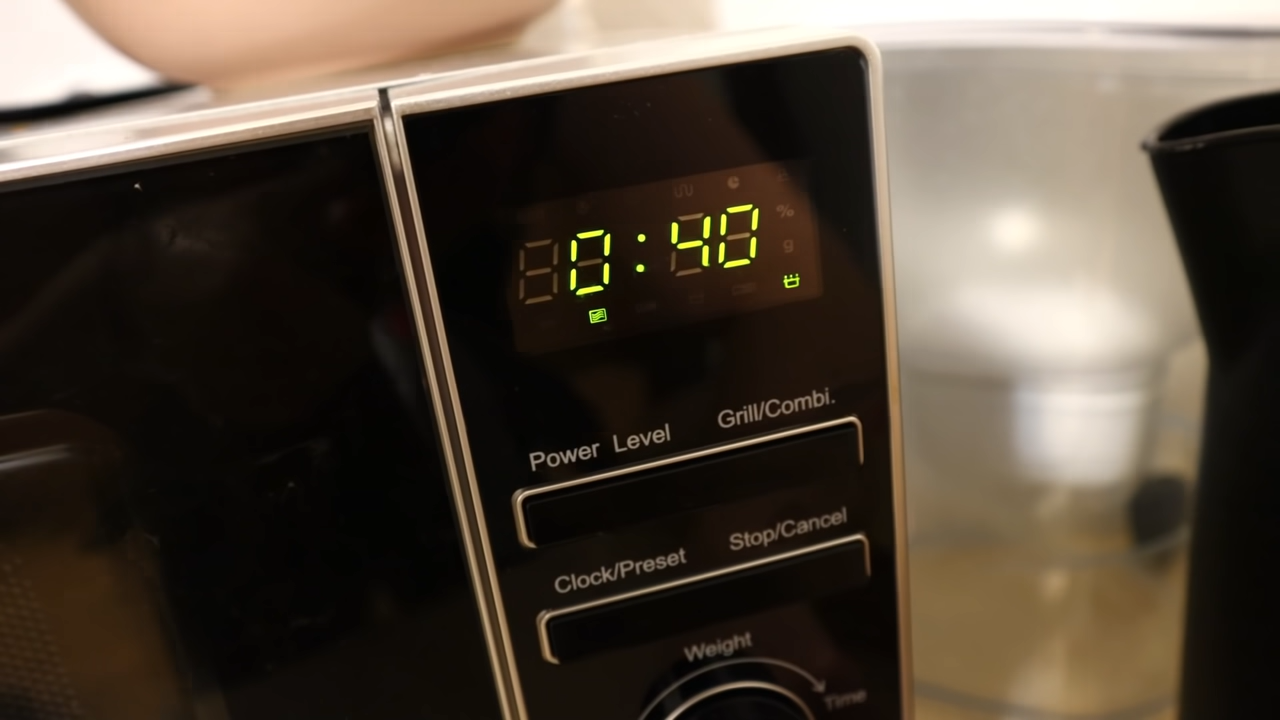 %
0:40
g
Power Level Grill/Combi.
Clock/Preset Stop/Cancel
Weight
Time